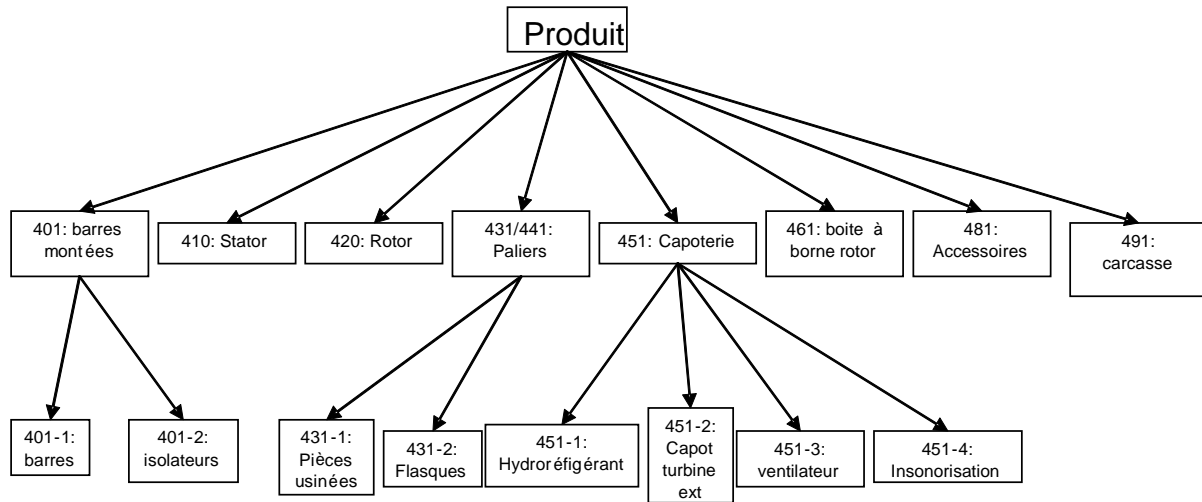 Produit
401: barres
montées
410: Stator
420: Rotor
431/441:
Paliers
451: Capoterie
461: boite à
borne rotor
481:
Accessoires
491:
carcasse
401-1:
barres
401-2:
isolateurs
431-1:
Pièces
usinées
431-2:
Flasques
451-1:
Hydroréfigérant
451-2:
Capot
turbine
ext
451-3:
ventilateur
451-4:
Insonorisation